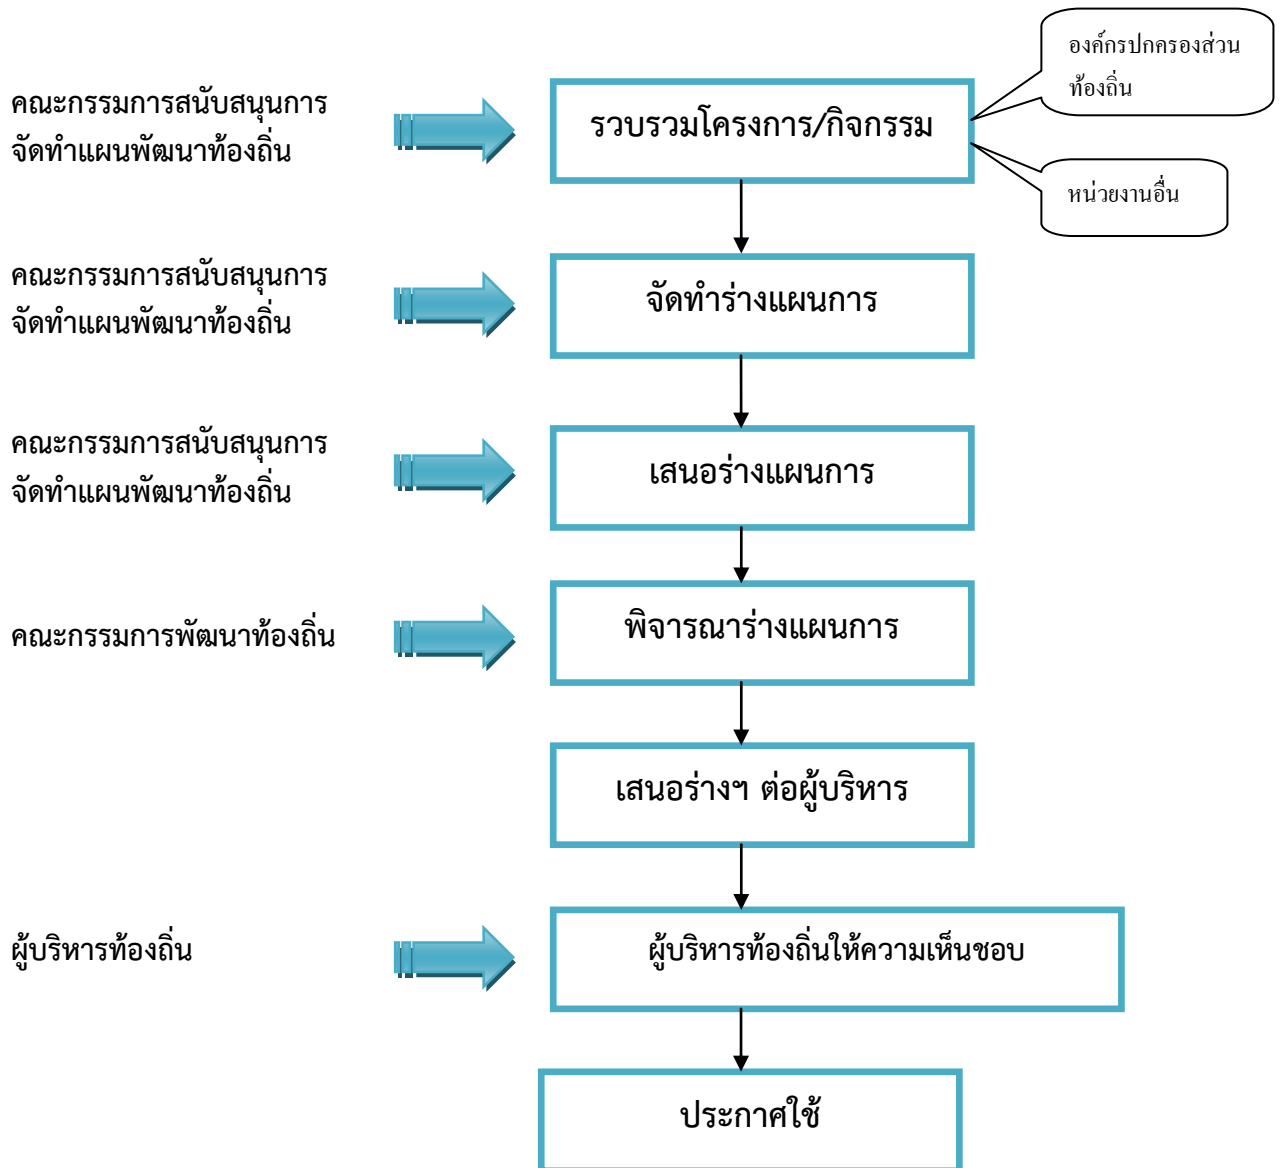 องค์กรปกครองส่วน
ท้องถิ่น
คณะกรรมการสนับสนุนการ
จัดทำแผนพัฒนาท้องถิ่น
รวบรวมโครงการ/กิจกรรม
หน่วยงานอื่น
คณะกรรมการสนับสนุนการ
จัดทำแผนพัฒนาท้องถิ่น
จัดทำร่างแผนการ
คณะกรรมการสนับสนุนการ
จัดทำแผนพัฒนาท้องถิ่น
เสนอร่างแผนการ
คณะกรรมการพัฒนาท้องถิ่น
พิจารณาร่างแผนการ
เสนอร่างฯ ต่อผู้บริหาร
ผู้บริหารท้องถิ่น
ผู้บริหารท้องถิ่นให้ความเห็นชอบ
ประกาศใช้